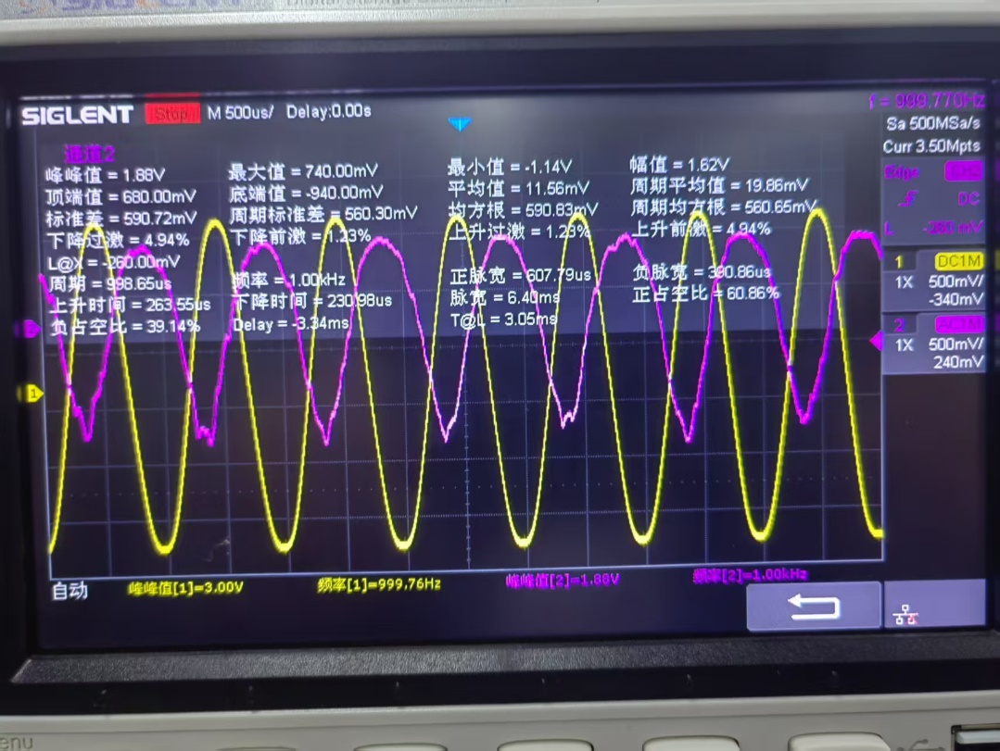 SIGLENT Stop M 500us/ Delay:0.00s
f = 999.770Hz
Sa 500MSa/s
Curr 3.50Mpts
通道2
峰峰值 = 1.88V 最大值 = 740.00mV 最小值 = -1.14V 幅值 = 1.62V
顶端值 = 680.00mV 底端值 = -940.00mV 平均值 = 11.56mV 周期平均值 = 19.86mV
标准差 = 590.72mV 周期标准差 = 560.30mV 均方根 = 590.83mV 周期均方根 = 560.65mV
下降过激 = 4.94% 下降前激 = 1.23% 上升过激 = 1.23% 上升前激 = 4.94%
L@X = -260.00mV
周期 = 998.65us 频率 = 1.00kHz 正脉宽 = 607.79us 负脉宽 = 390.86us
上升时间 = 263.55us 下降时间 = 230.98us 脉宽 = 6.40ms 正占空比 = 60.86%
负占空比 = 39.14% Delay = -3.34ms T@L = 3.05ms
Edge CH2
DC
L -260 mV
1 DC1M
1X 500mV/
-340mV
2 AC1M
1X 500mV/
240mV
1
自动 峰峰值[1]=3.00V 频率[1]=999.76Hz 峰峰值[2]=1.88V 频率[2]=1.00kHz
enu